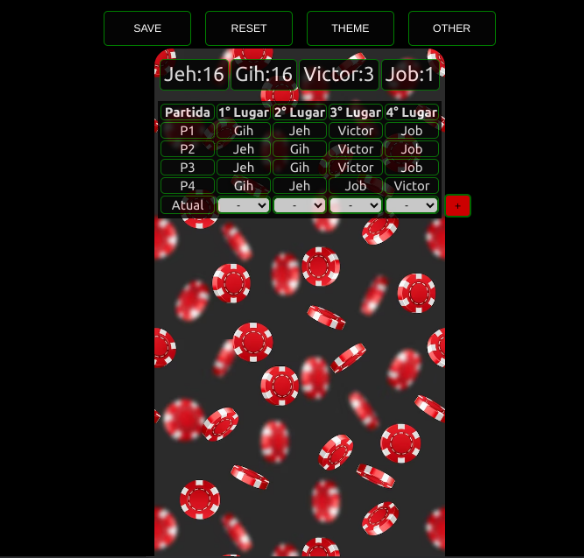 SAVE RESET THEME OTHER
Jeh:16 Gih:16 Victor:3 Job:1
Partida 1° Lugar 2° Lugar 3° Lugar 4° Lugar
P1 Gih Jeh Victor Job
P2 Jeh Gih Victor Job
P3 Jeh Gih Victor Job
P4 Gih Jeh Job Victor
Atual - - - - +